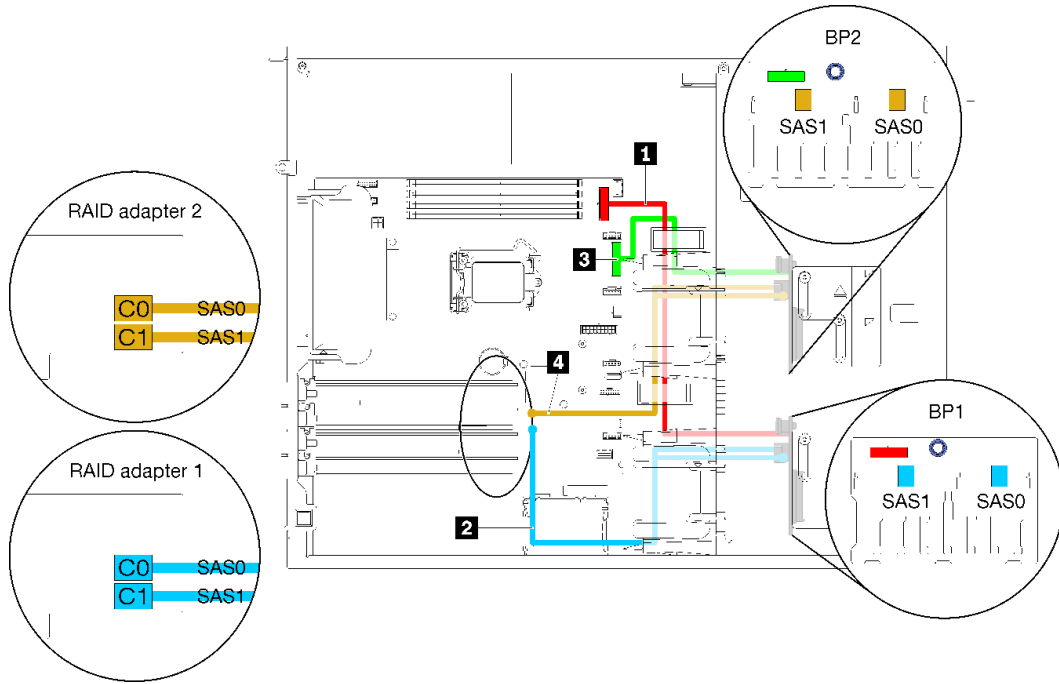 BP2
SAS1
SAS0
1
RAID adapter 2
3
C0
SAS0
C1
SAS1
4
BP1
RAID adapter 1
SAS1
SAS0
2
C0
SAS0
C1
SAS1